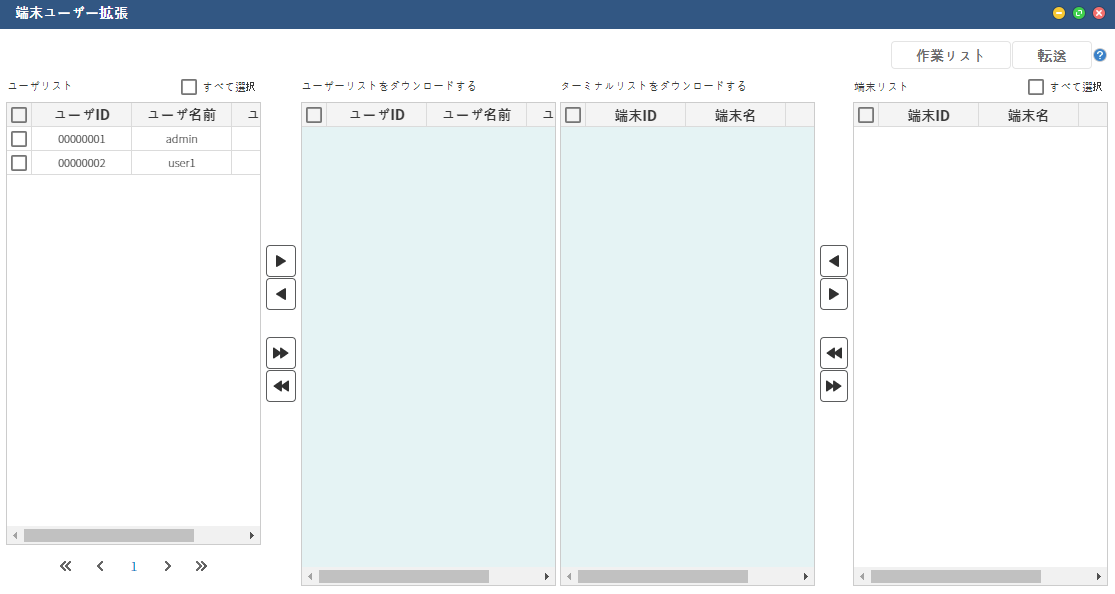 端末ユーザー拡張
作業リスト 転送
ユーザリスト すべて選択 ユーザーリストをダウンロードする ターミナルリストをダウンロードする 端末リスト すべて選択
ユーザID ユーザ名前 ユ ユーザID ユーザ名前 ユ 端末ID 端末名 端末ID 端末名
00000001 admin
00000002 user1
1